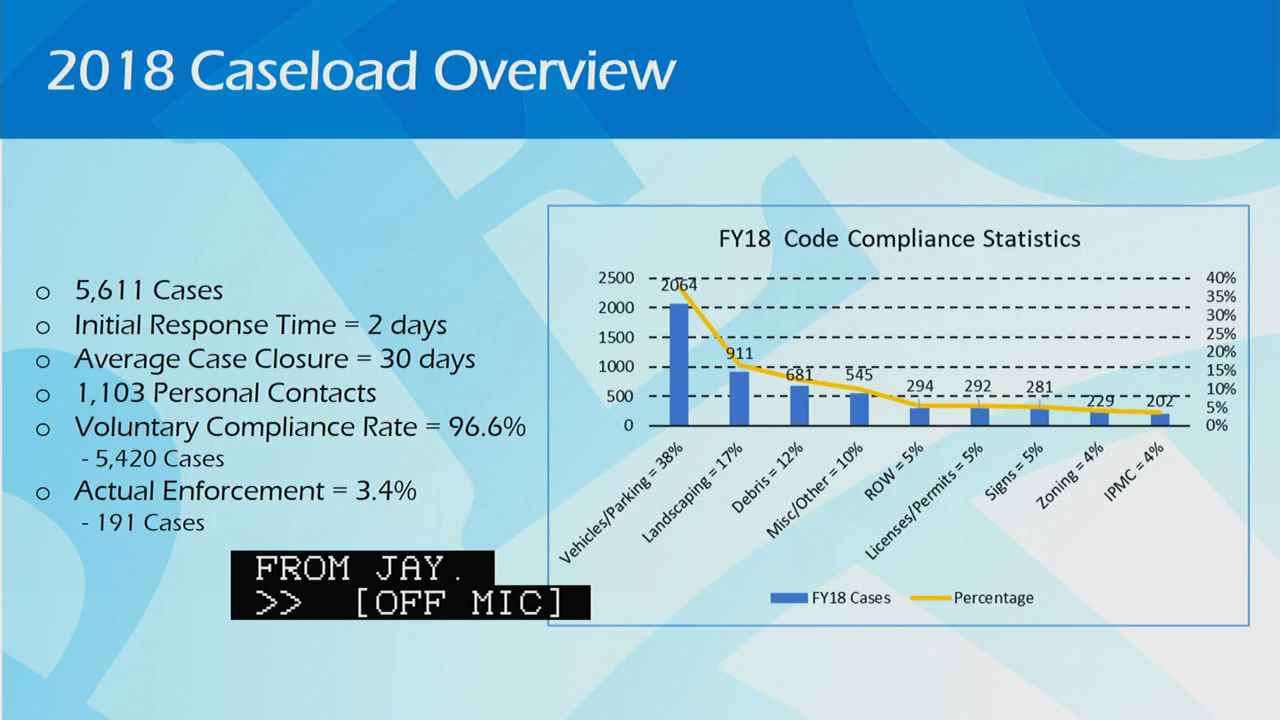 2018 Caseload Overview
o 5,611 Cases
o Initial Response Time = 2 days
o Average Case Closure = 30 days
o 1,103 Personal Contacts
o Voluntary Compliance Rate = 96.6%
- 5,420 Cases
o Actual Enforcement = 3.4%
- 191 Cases
FROM JAY.
>> [OFF MIC]
FY18 Code Compliance Statistics
2500
2000
1500
1000
500
0
2064
911
681
545
294
292
281
229
202
40%
35%
30%
25%
20%
15%
10%
5%
0%
Vehicles/Parking = 38%
Landscaping = 17%
Debris = 12%
Misc/Other = 10%
ROW = 5%
Licenses/Permits = 5%
Signs = 5%
Zoning = 4%
IPMC = 4%
FY18 Cases
Percentage